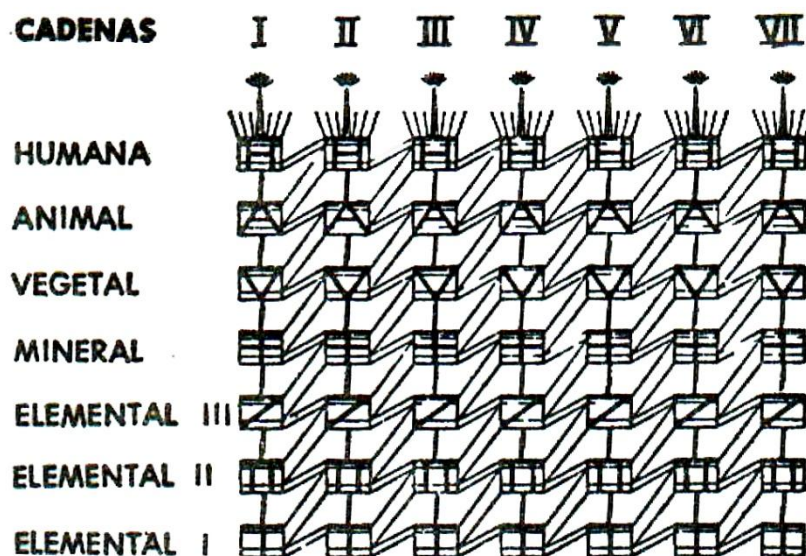 CADENAS I II III IV V VI VII
HUMANA
ANIMAL
VEGETAL
MINERAL
ELEMENTAL III
ELEMENTAL II
ELEMENTAL I